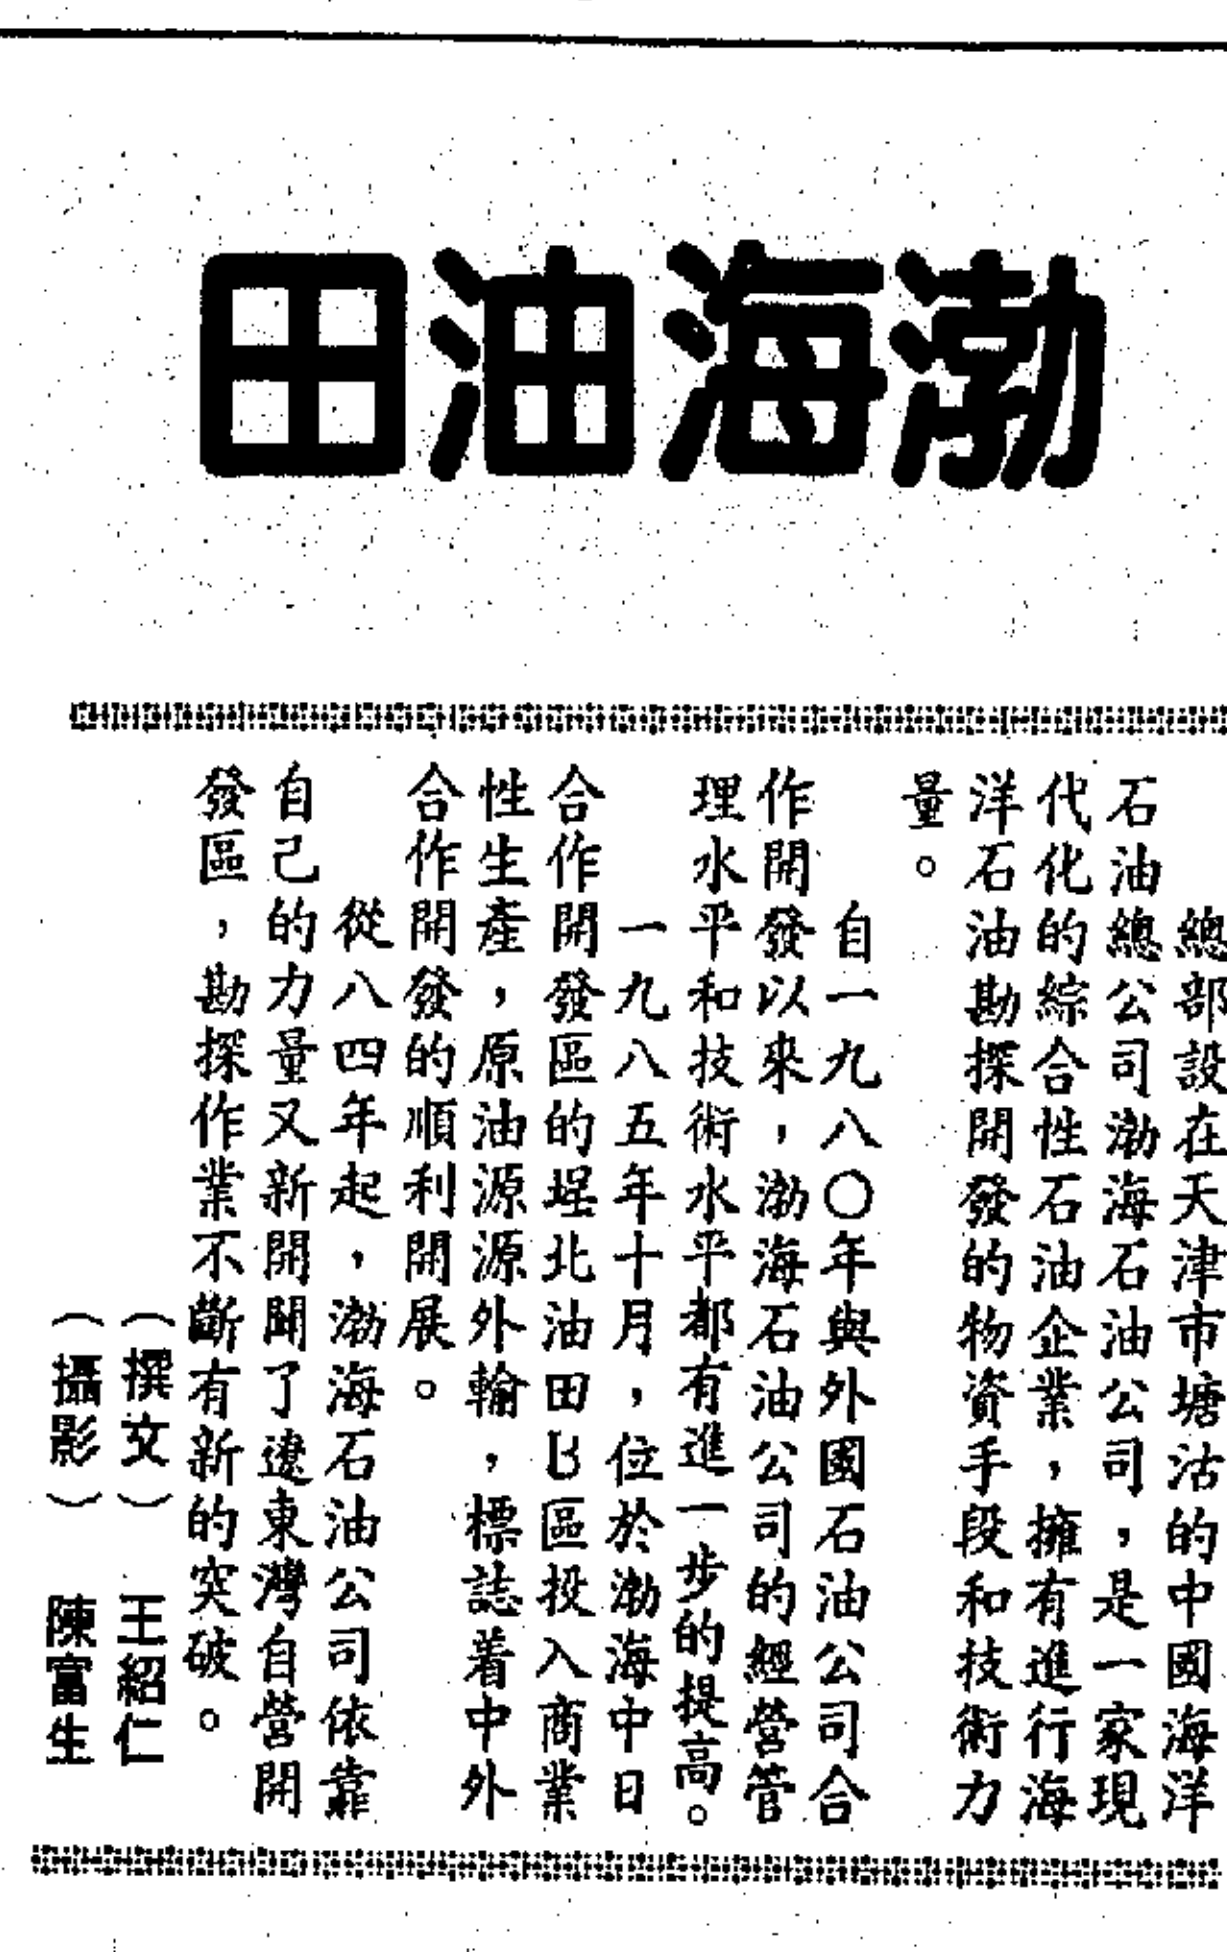 渤海油田
總部設在天津市塘沽的中國海洋
石油總公司渤海石油公司，是一家現
代化的綜合性石油企業，擁有進行海
洋石油勘探開發的物資手段和技術力
量。
自一九八〇年與外國石油公司合
作開發以來，渤海石油公司的經營管
理水平和技術水平都有進一步的提高。
一九八五年十月，位於渤海中日
合作開發區的埕北油田B區投入商業
性生產，原油源源外輸，標誌着中外
合作開發的順利開展。
從八四年起，渤海石油公司依靠
自己的力量又新開闢了遼東灣自營開
發區，勘探作業不斷有新的突破。
（撰文） 王紹仁
（攝影） 陳富生